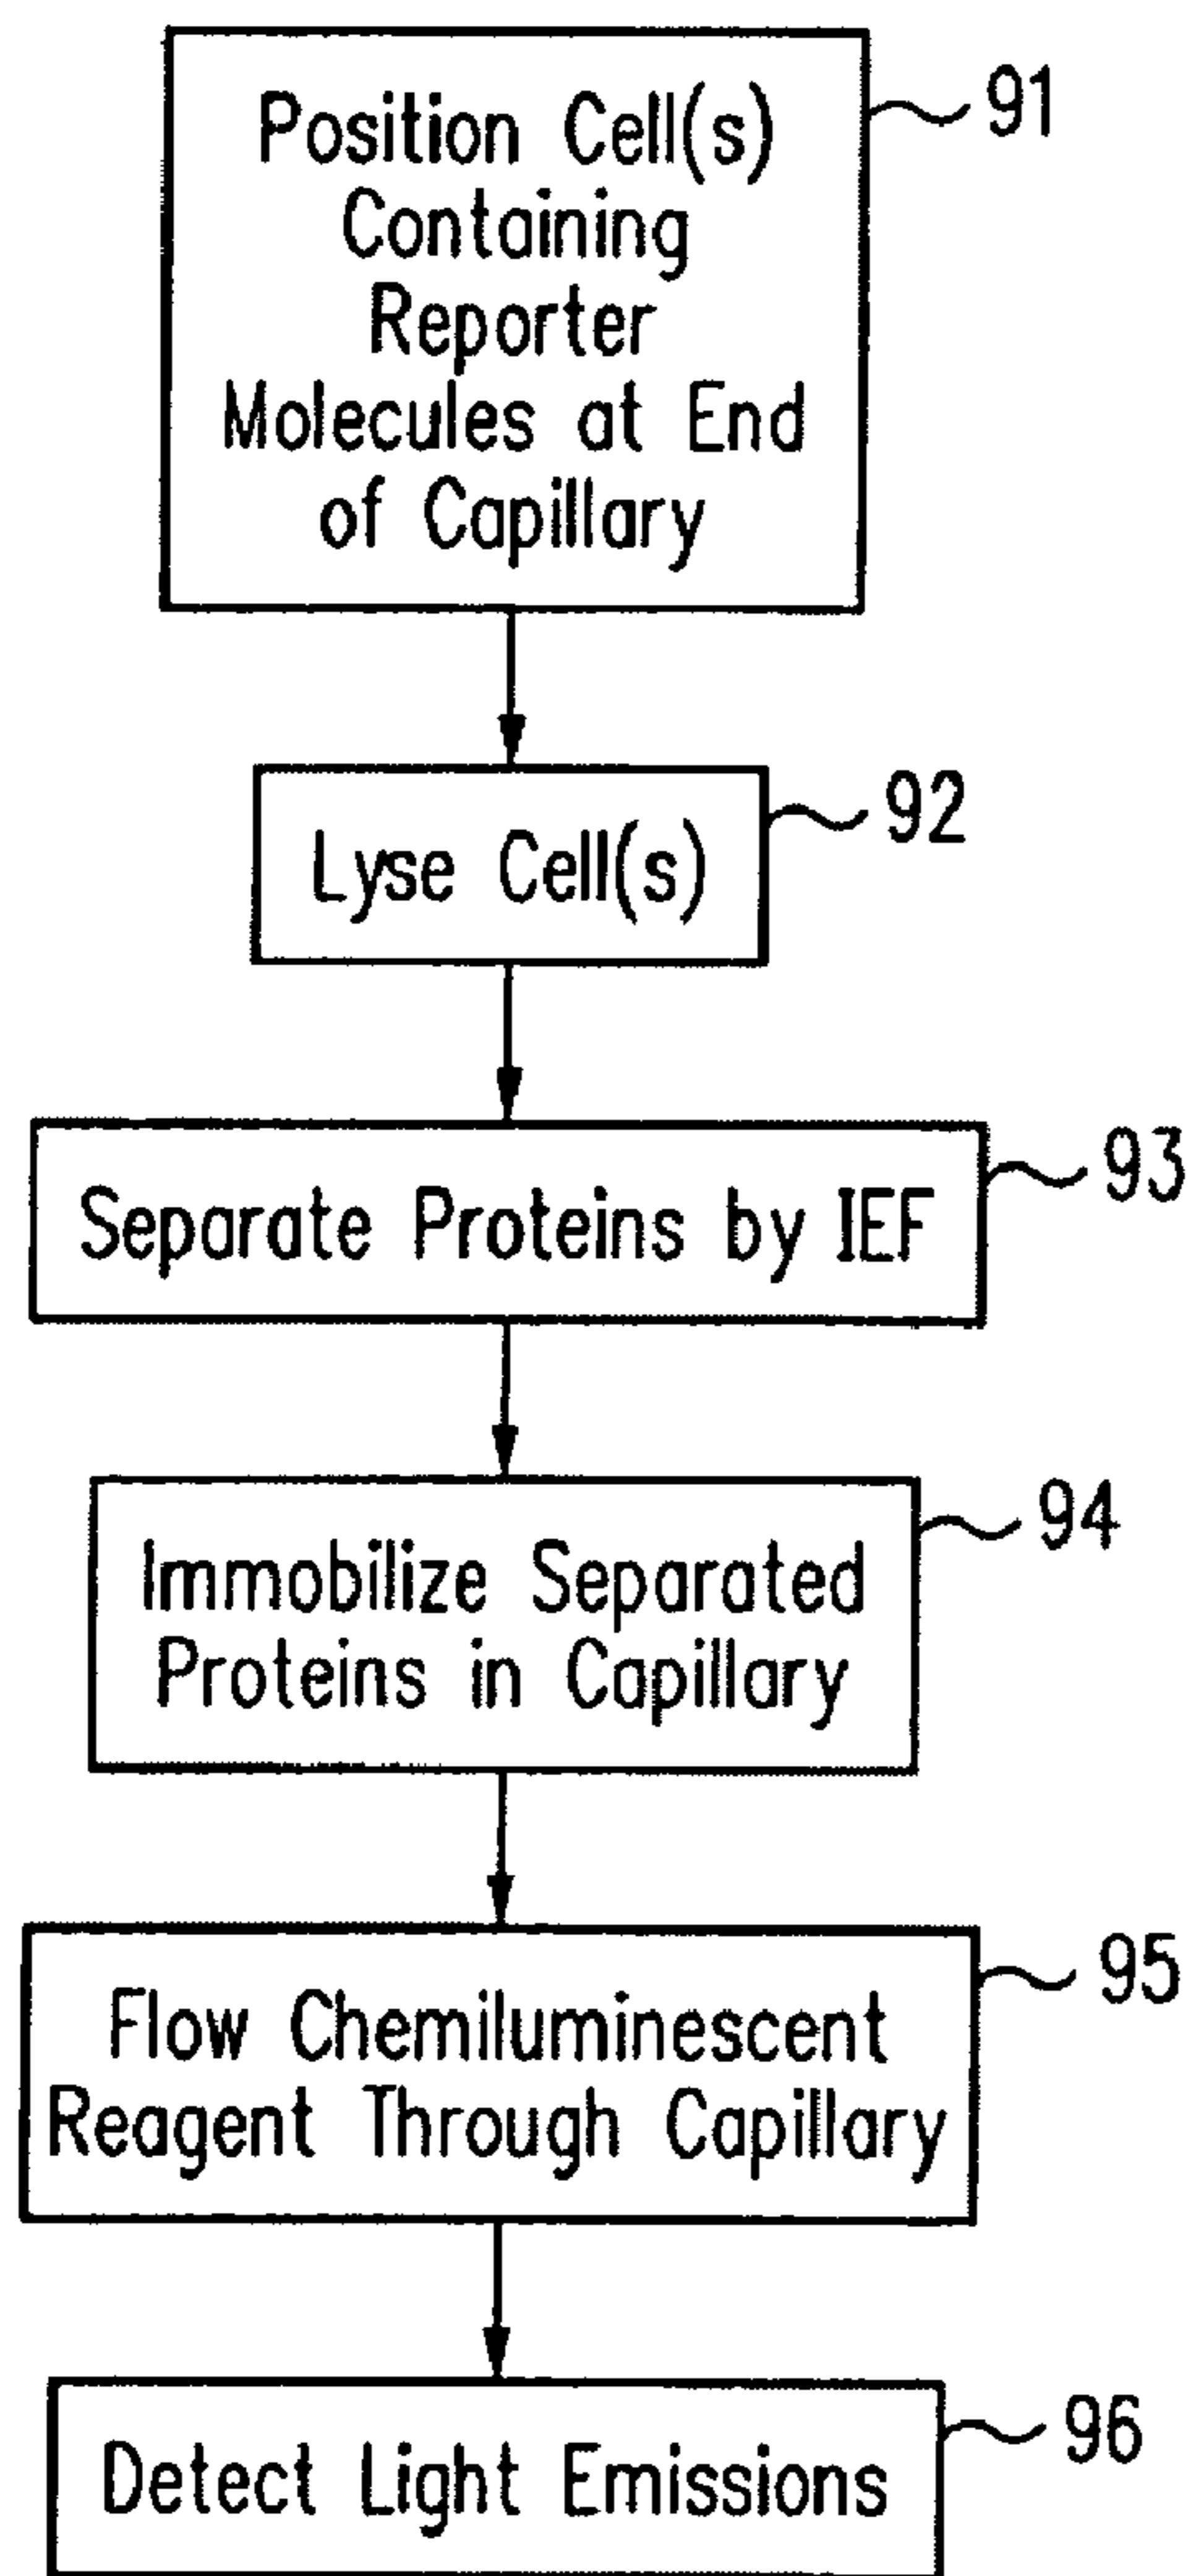 Position Cell(s)
Containing
Reporter
Molecules at End
of Capillary
91
Lyse Cell(s)
92
Separate Proteins by IEF
93
Immobilize Separated
Proteins in Capillary
94
Flow Chemiluminescent
Reagent Through Capillary
95
Detect Light Emissions
96